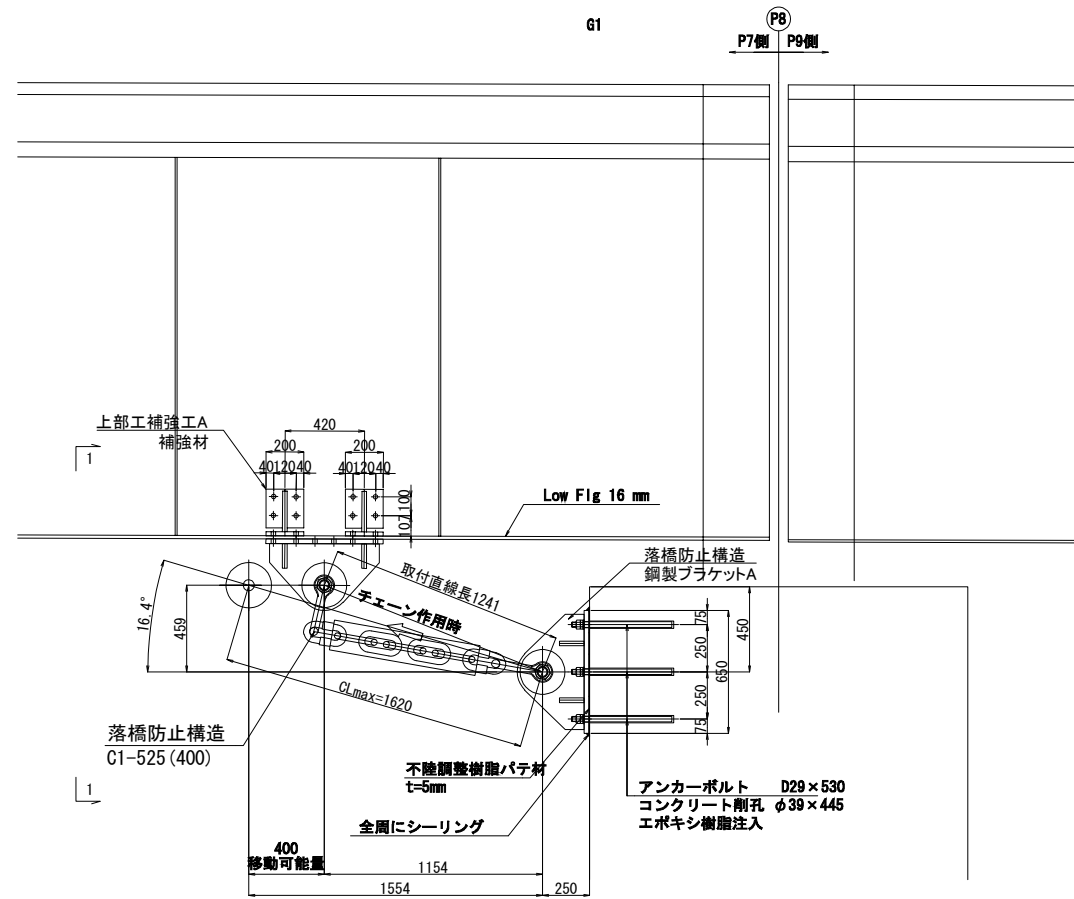 G1
P8
P7側 P9側
上部工補強工A
補強材
1
420
200
200
40 120 40
40 120 40
100
107
Low Flg 16 mm
落橋防止構造
鋼製ブラケットA
取付直線長1241
チェーン作用時
16.4°
459
CLmax=1620
75
250
250
75
650
450
落橋防止構造
C1-525(400)
1
不陸調整樹脂パテ材
t=5mm
全周にシーリング
アンカーボルト D29×530
コンクリート削孔 φ39×445
エポキシ樹脂注入
400
移動可能量
1154
1554
250